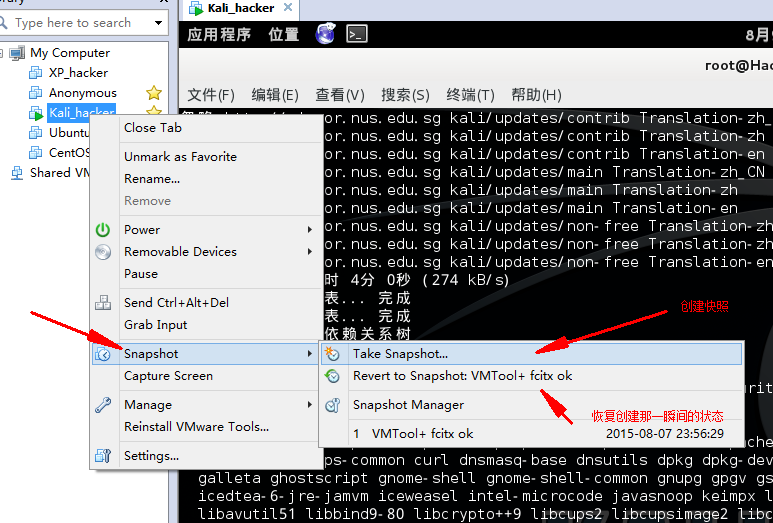 Type here to search
My Computer
XP_hacker
Anonymous
Kali_hacker
Ubuntu
CentOS
Shared VM
Kali_hacker
应用程序 位置
8月
root@Hac
文件(F) 编辑(E) 查看(V) 搜索(S) 终端(T) 帮助(H)
or.nus.edu.sg kali/updates/contrib Translation-zh_
or.nus.edu.sg kali/updates/contrib Translation-zh
or.nus.edu.sg kali/updates/contrib Translation-en
or.nus.edu.sg kali/updates/main Translation-zh_CN
or.nus.edu.sg kali/updates/main Translation-zh
or.nus.edu.sg kali/updates/main Translation-en
or.nus.edu.sg kali/updates/non-free Translation-zh
or.nus.edu.sg kali/updates/non-free Translation-zh
or.nus.edu.sg kali/updates/non-free Translation-en
时 4分 0秒 (274 kB/s)
表... 完成
表... 完成
依赖关系树
Close Tab
Unmark as Favorite
Rename...
Remove
Power
Removable Devices
Pause
Send Ctrl+Alt+Del
Grab Input
Snapshot
Capture Screen
Manage
Reinstall VMware Tools...
Settings...
创建快照
Take Snapshot...
Revert to Snapshot: VMTool+ fcitx ok
Snapshot Manager
恢复创建那一瞬间的状态
1 VMTool+ fcitx ok 2015-08-07 23:56:29
ps-common curl dnsmasq-base dnsutils dpkg dpkg-dev
galleta ghostscript gnome-shell gnome-shell-common gnupg gpgv gs
icedtea-6-jre-jamvm iceweasel intel-microcode javasnoop keimpx l
libavutil51 libbind9-80 libcrypto++9 libcups2 libcupsimage2 libc